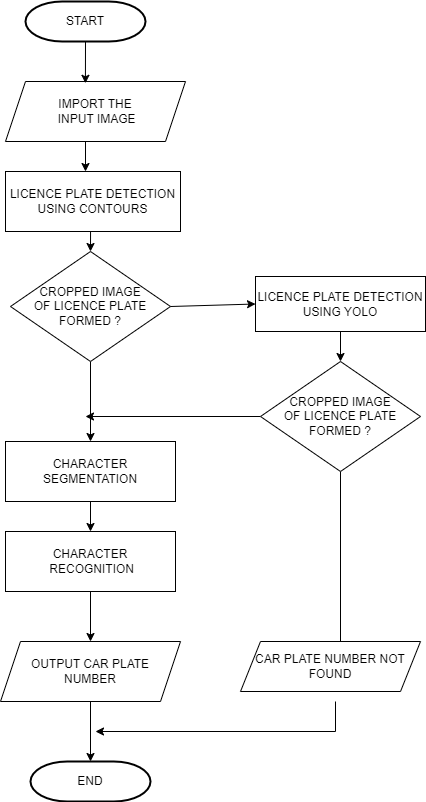 START
IMPORT THE
INPUT IMAGE
LICENCE PLATE DETECTION
USING CONTOURS
CROPPED IMAGE
OF LICENCE PLATE
FORMED ?
LICENCE PLATE DETECTION
USING YOLO
CROPPED IMAGE
OF LICENCE PLATE
FORMED ?
CHARACTER
SEGMENTATION
CHARACTER
RECOGNITION
OUTPUT CAR PLATE
NUMBER
CAR PLATE NUMBER NOT
FOUND
END